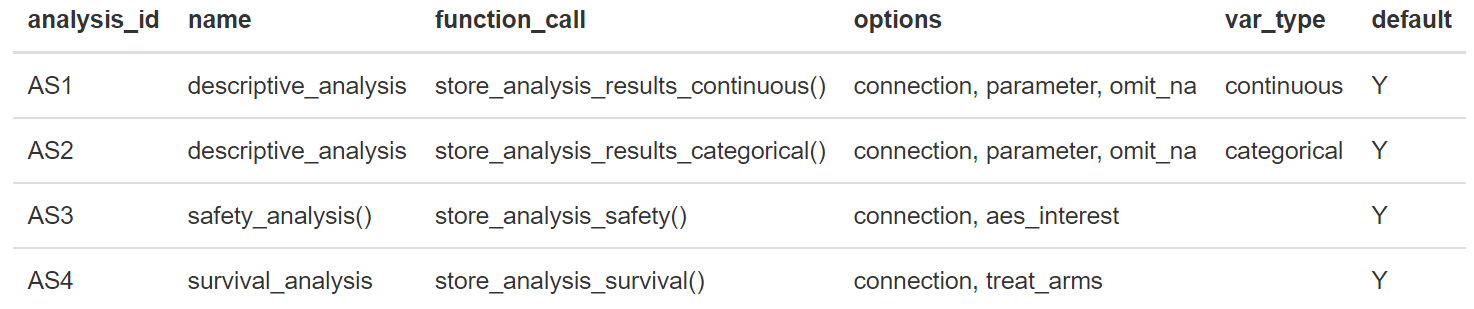 analysis_id name function_call options var_type default
AS1 descriptive_analysis store_analysis_results_continuous() connection, parameter, omit_na continuous Y
AS2 descriptive_analysis store_analysis_results_categorical() connection, parameter, omit_na categorical Y
AS3 safety_analysis() store_analysis_safety() connection, aes_interest Y
AS4 survival_analysis store_analysis_survival() connection, treat_arms Y